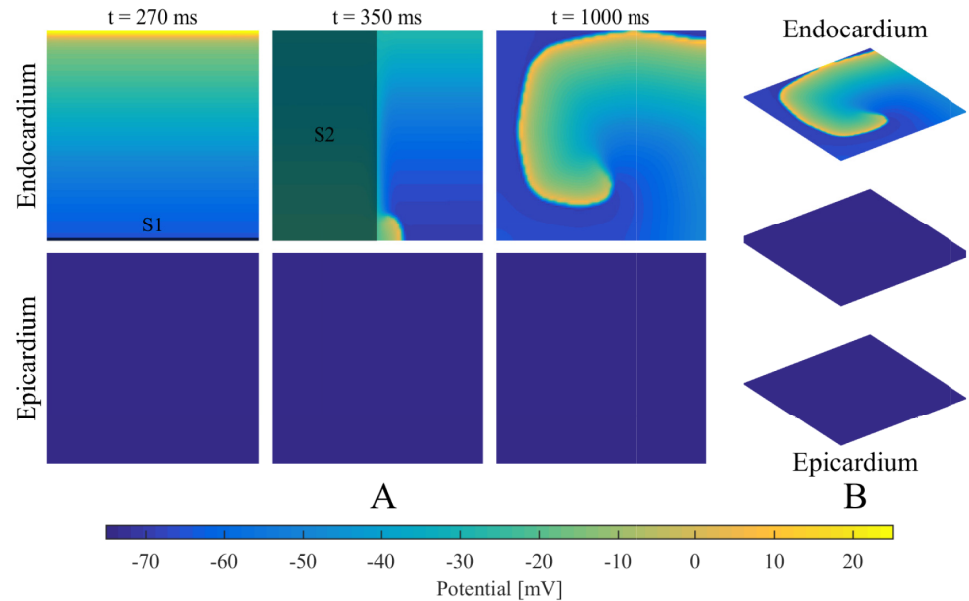 t = 270 ms
t = 350 ms
t = 1000 ms
Endocardium
S1
S2
Epicardium
Endocardium
Epicardium
A
B
-70 -60 -50 -40 -30 -20 -10 0 10 20
Potential [mV]